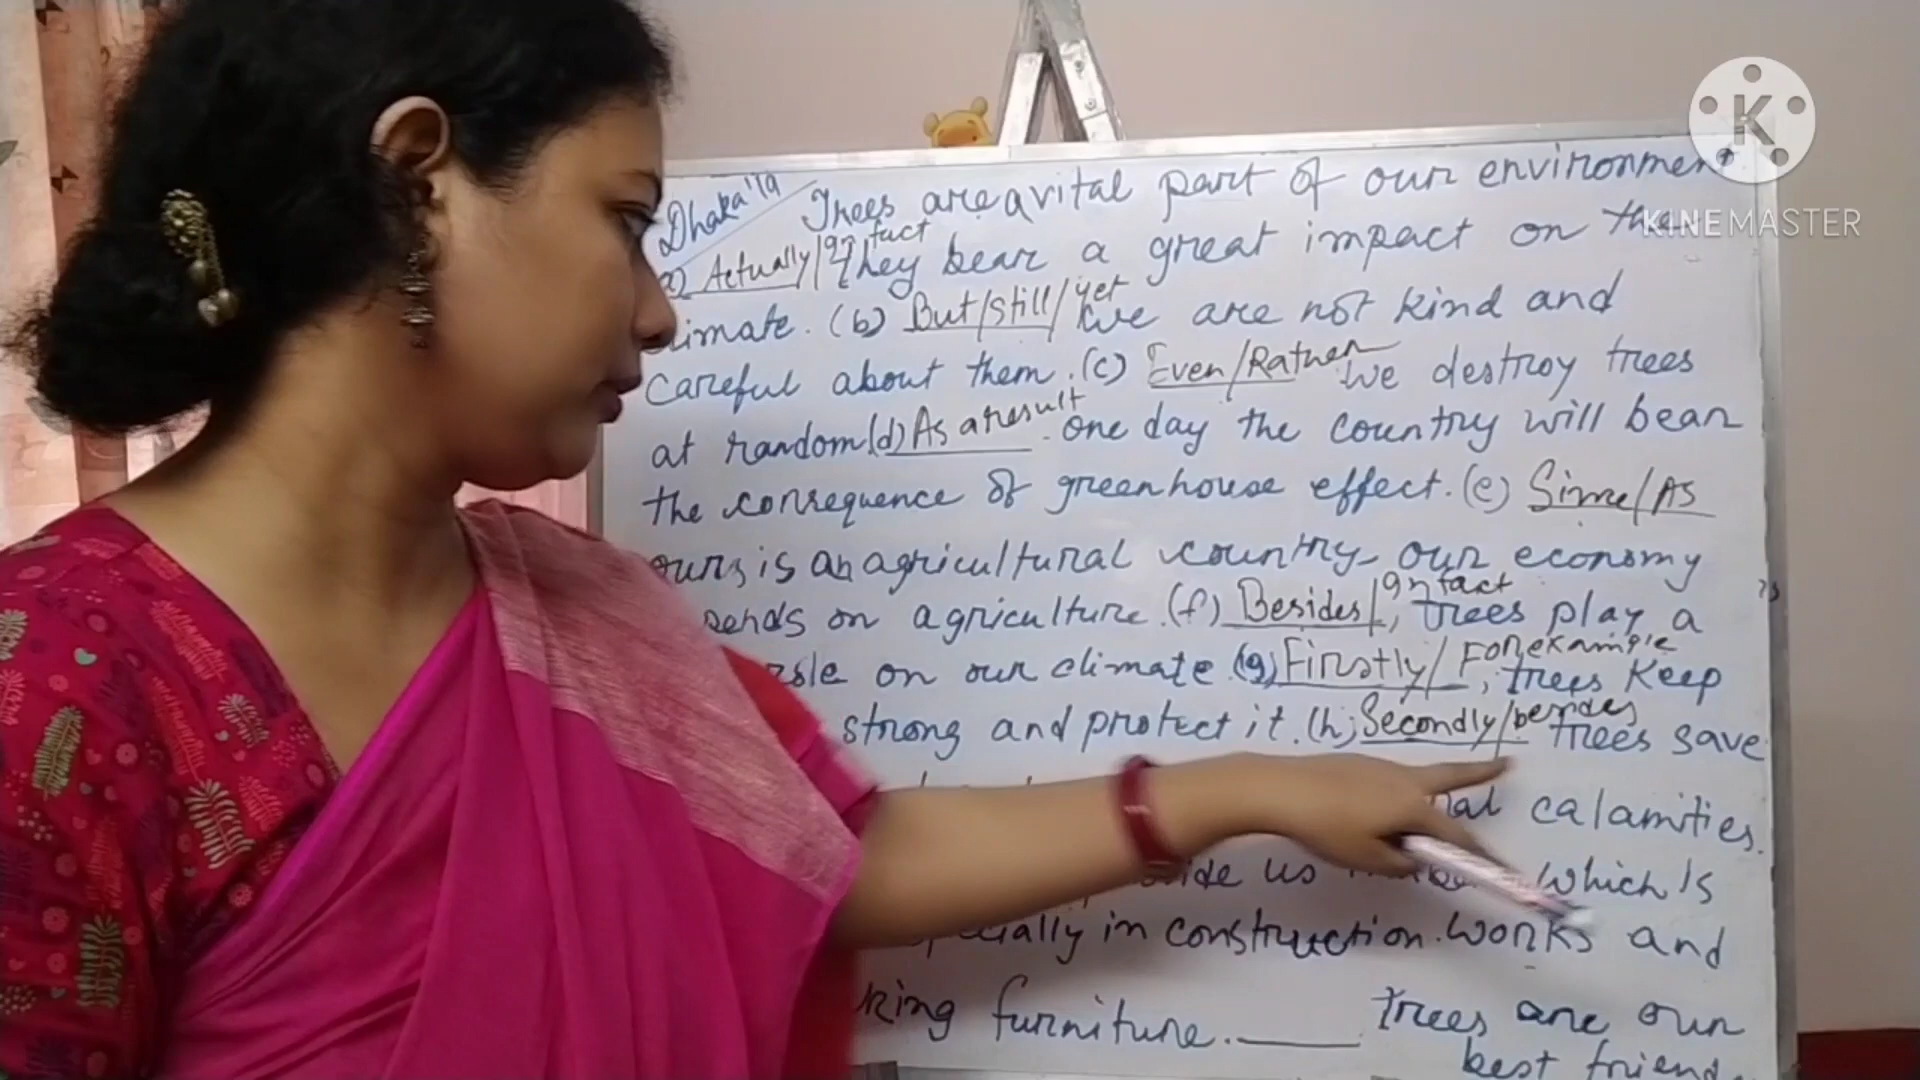 Dhaka'19
Trees are a vital part of our environment
a) Actually/In fact They bear a great impact on the
climate. (b) But/still/yet we are not kind and
careful about them. (c) Even/Rather we destroy trees
at random (d) As a result one day the country will bear
the consequence of greenhouse effect. (e) Sinne/As
ours is an agricultural country our economy
on agriculture. (f) Besides/In fact, trees play a
role on our climate. (g) Firstly/For example, trees keep
strong and protect it. (h) Secondly/besides trees save
calamities.
us which is
in construction works and
furniture. _____ trees are our
best friend
K
KINEMASTER